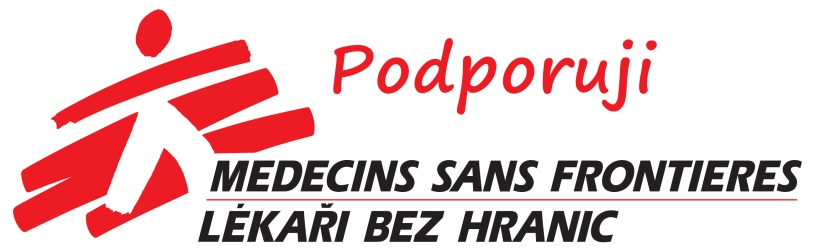 Podporuji
MEDECINS SANS FRONTIERES
LÉKAŘI BEZ HRANIC